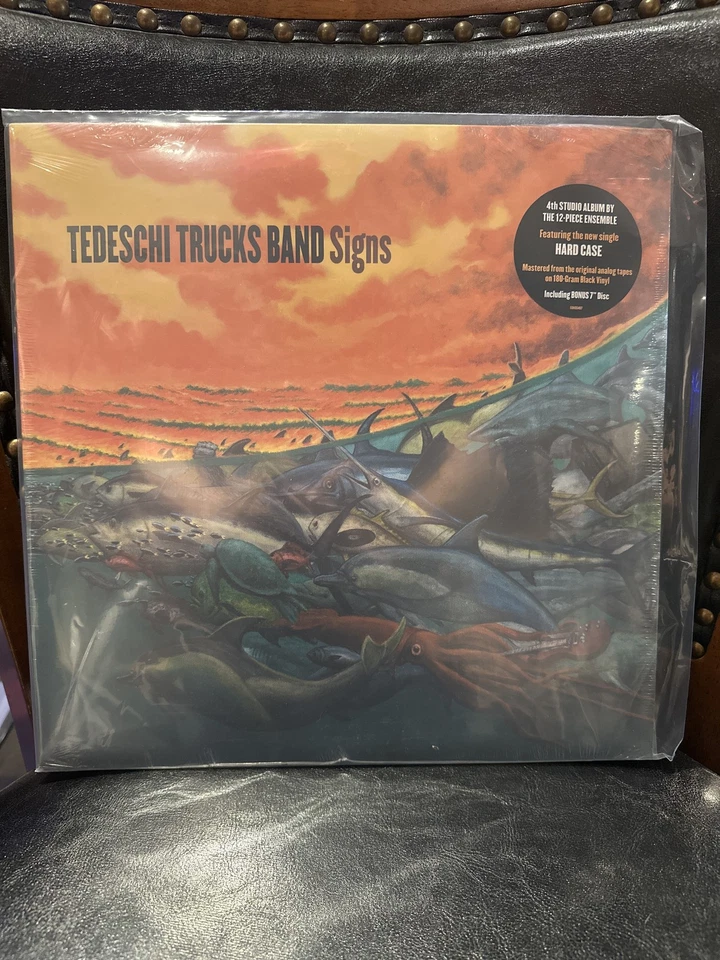 TEDESCHI TRUCKS BAND Signs
4th STUDIO ALBUM BY
THE 12-PIECE ENSEMBLE
Featuring the new single
HARD CASE
Mastered from the original analog tapes
on 180-Gram Black Vinyl
Including BONUS 7" Disc